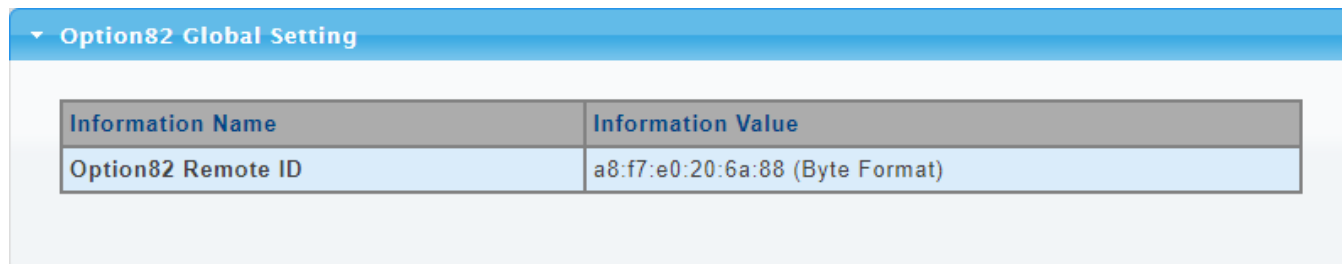 Option82 Global Setting
Information Name Information Value
Option82 Remote ID a8:f7:e0:20:6a:88 (Byte Format)